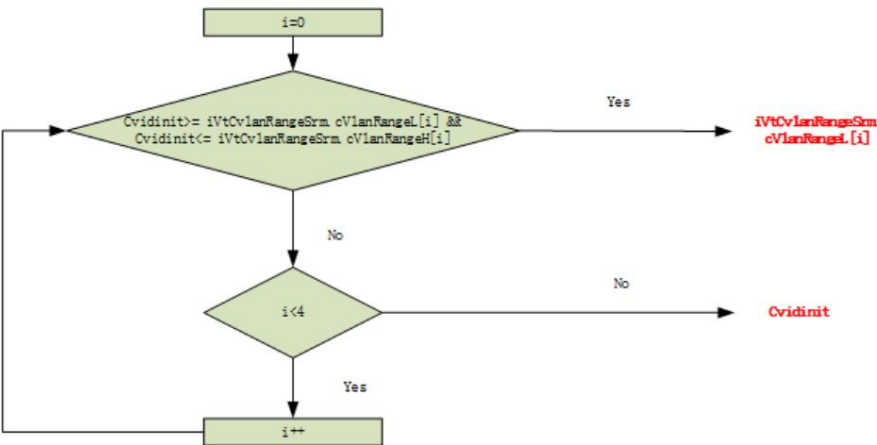 i=0
Cvidinit>= iVtCvlanRangeSrm. cVlanRangeL[i] &&
Cvidinit<= iVtCvlanRangeSrm. cVlanRangeH[i]
Yes
iVtCvlanRangeSrm.
cVlanRangeL[i]
No
i<4
No
Cvidinit
Yes
i++